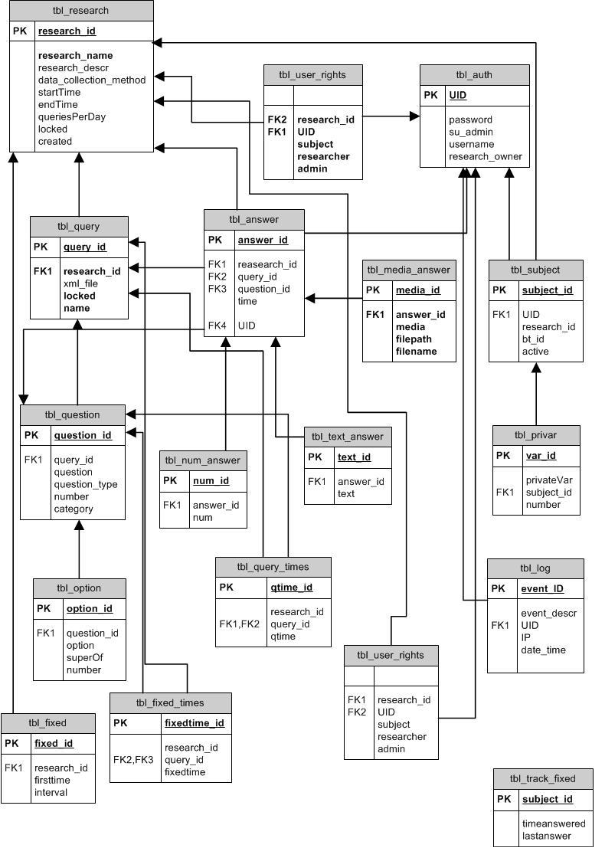 tbl_research
PK research_id
research_name
research_descr
data_collection_method
startTime
endTime
queriesPerDay
locked
created
tbl_user_rights
FK2 research_id
FK1 UID
subject
researcher
admin
tbl_auth
PK UID
password
su_admin
username
research_owner
tbl_query
PK query_id
FK1 research_id
xml_file
locked
name
tbl_answer
PK answer_id
FK1 reasearch_id
FK2 query_id
FK3 question_id
time
FK4 UID
tbl_media_answer
PK media_id
FK1 answer_id
media
filepath
filename
tbl_subject
PK subject_id
FK1 UID
research_id
bt_id
active
tbl_question
PK question_id
FK1 query_id
question
question_type
number
category
tbl_num_answer
PK num_id
FK1 answer_id
num
tbl_text_answer
PK text_id
FK1 answer_id
text
tbl_privar
PK var_id
privateVar
FK1 subject_id
number
tbl_option
PK option_id
FK1 question_id
option
superOf
number
tbl_query_times
PK qtime_id
research_id
FK1,FK2 query_id
qtime
tbl_log
PK event_ID
event_descr
FK1 UID
IP
date_time
tbl_user_rights
FK1 research_id
FK2 UID
subject
researcher
admin
tbl_fixed
PK fixed_id
FK1 research_id
firsttime
interval
tbl_fixed_times
PK fixedtime_id
research_id
FK2,FK3 query_id
fixedtime
tbl_track_fixed
PK subject_id
timeanswered
lastanswer